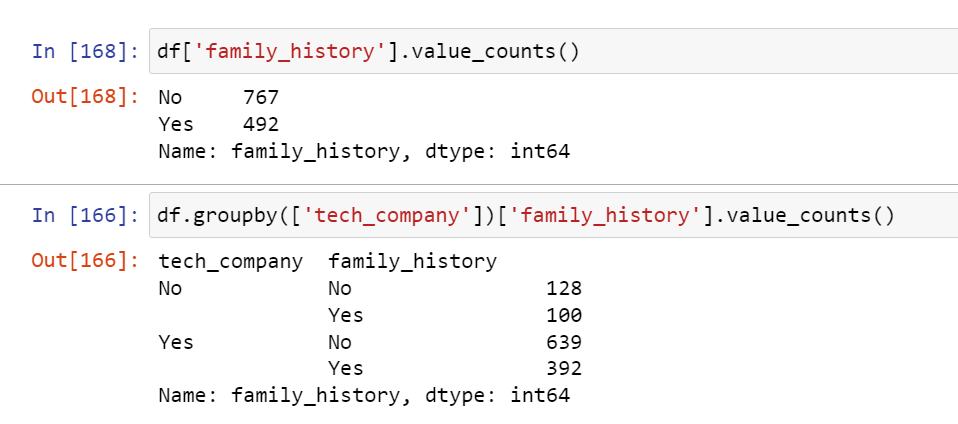 In [168]: df['family_history'].value_counts()
Out[168]: No     767
Yes    492
Name: family_history, dtype: int64
In [166]: df.groupby(['tech_company'])['family_history'].value_counts()
Out[166]: tech_company  family_history
No            No                128
Yes               100
Yes           No                639
Yes               392
Name: family_history, dtype: int64